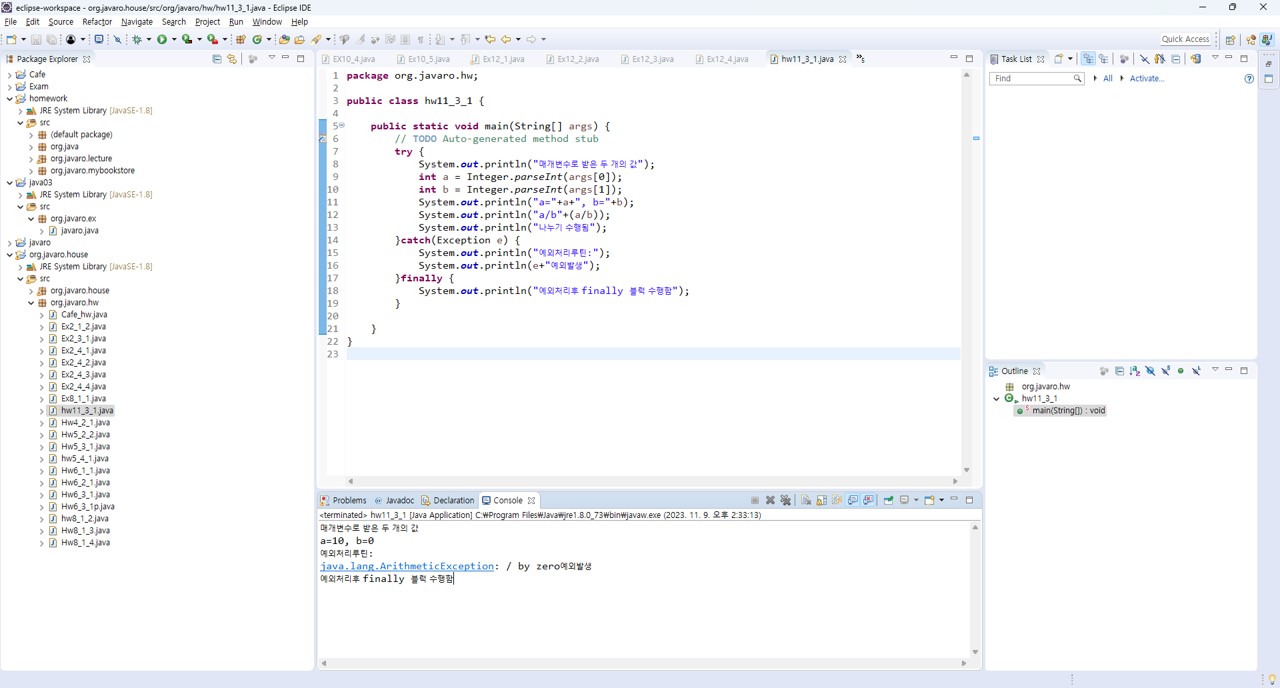 eclipse-workspace - org.javaro.house/src/org/javaro/hw/hw11_3_1.java - Eclipse IDE
File Edit Source Refactor Navigate Search Project Run Window Help
Quick Access
Package Explorer
Cafe
Exam
homework
JRE System Library [JavaSE-1.8]
src
(default package)
org.java
org.javaro.lecture
org.javaro.mybookstore
java03
JRE System Library [JavaSE-1.8]
src
org.javaro.ex
javaro.java
javaro
org.javaro.house
JRE System Library [JavaSE-1.8]
src
org.javaro.house
org.javaro.hw
Cafe_hw.java
Ex2_1_2.java
Ex2_3_1.java
Ex2_4_1.java
Ex2_4_2.java
Ex2_4_3.java
Ex2_4_4.java
Ex8_1_1.java
hw11_3_1.java
Hw4_2_1.java
Hw5_2_2.java
Hw5_3_1.java
hw5_4_1.java
Hw6_1_1.java
Hw6_2_1.java
Hw6_3_1.java
Hw6_3_1p.java
hw8_1_2.java
Hw8_1_3.java
Hw8_1_4.java
EX10_4.java Ex10_5.java Ex12_1.java Ex12_2.java Ex12_3.java Ex12_4.java hw11_3_1.java »5
1 package org.javaro.hw;
2
3 public class hw11_3_1 {
4
5 public static void main(String[] args) {
6 // TODO Auto-generated method stub
7 try {
8 System.out.println("매개변수로 받은 두 개의 값");
9 int a = Integer.parseInt(args[0]);
10 int b = Integer.parseInt(args[1]);
11 System.out.println("a="+a+", b="+b);
12 System.out.println("a/b"+(a/b));
13 System.out.println("나누기 수행됨");
14 }catch(Exception e) {
15 System.out.println("예외처리루틴:");
16 System.out.println(e+"예외발생");
17 }finally {
18 System.out.println("예외처리후 finally 블럭 수행함");
19 }
20
21 }
22 }
23
Problems Javadoc Declaration Console
<terminated> hw11_3_1 [Java Application] C:₩Program Files₩Java₩jre1.8.0_73₩bin₩javaw.exe (2023. 11. 9. 오후 2:33:13)
매개변수로 받은 두 개의 값
a=10, b=0
예외처리루틴:
java.lang.ArithmeticException: / by zero예외발생
예외처리후 finally 블럭 수행함
Task List
Find All Activate...
Outline
org.javaro.hw
hw11_3_1
main(String[]) : void